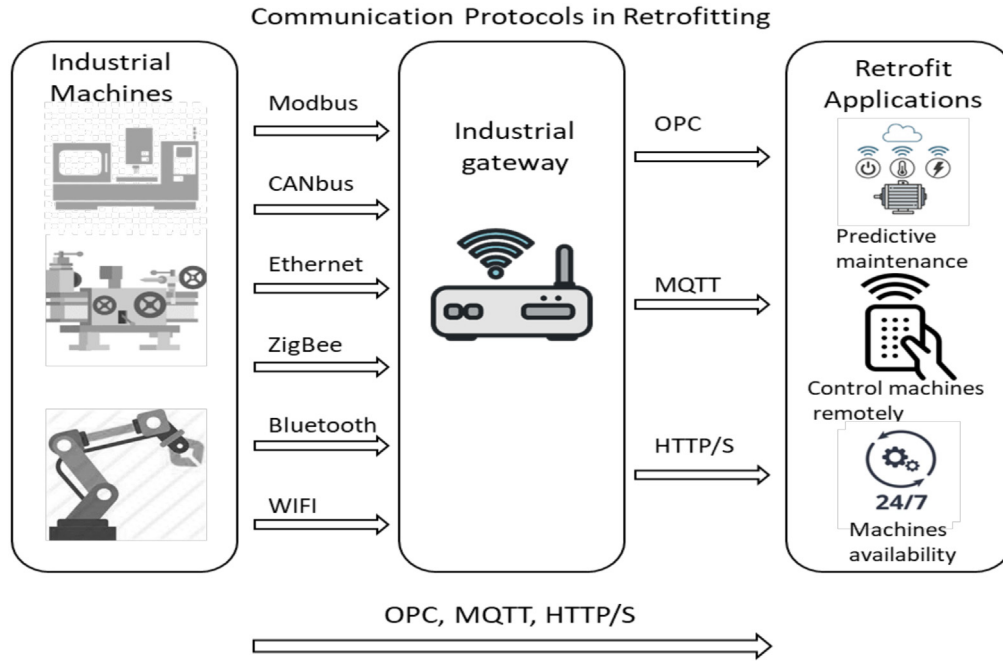 Communication Protocols in Retrofitting
Industrial
Machines
Modbus
CANbus
Ethernet
ZigBee
Bluetooth
WIFI
Industrial
gateway
OPC
MQTT
HTTP/S
Retrofit
Applications
Predictive
maintenance
Control machines
remotely
24/7
Machines
availability
OPC, MQTT, HTTP/S